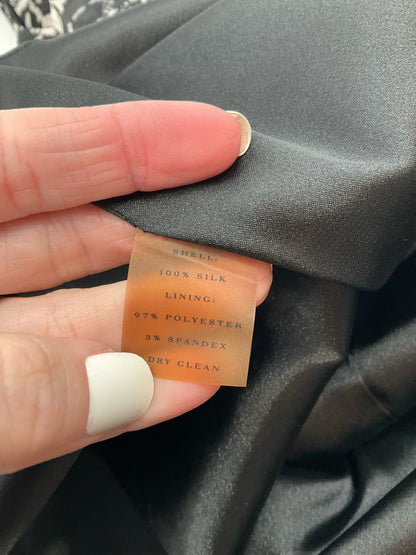 SHELL:
100% SILK
LINING:
97% POLYESTER
3% SPANDEX
DRY CLEAN